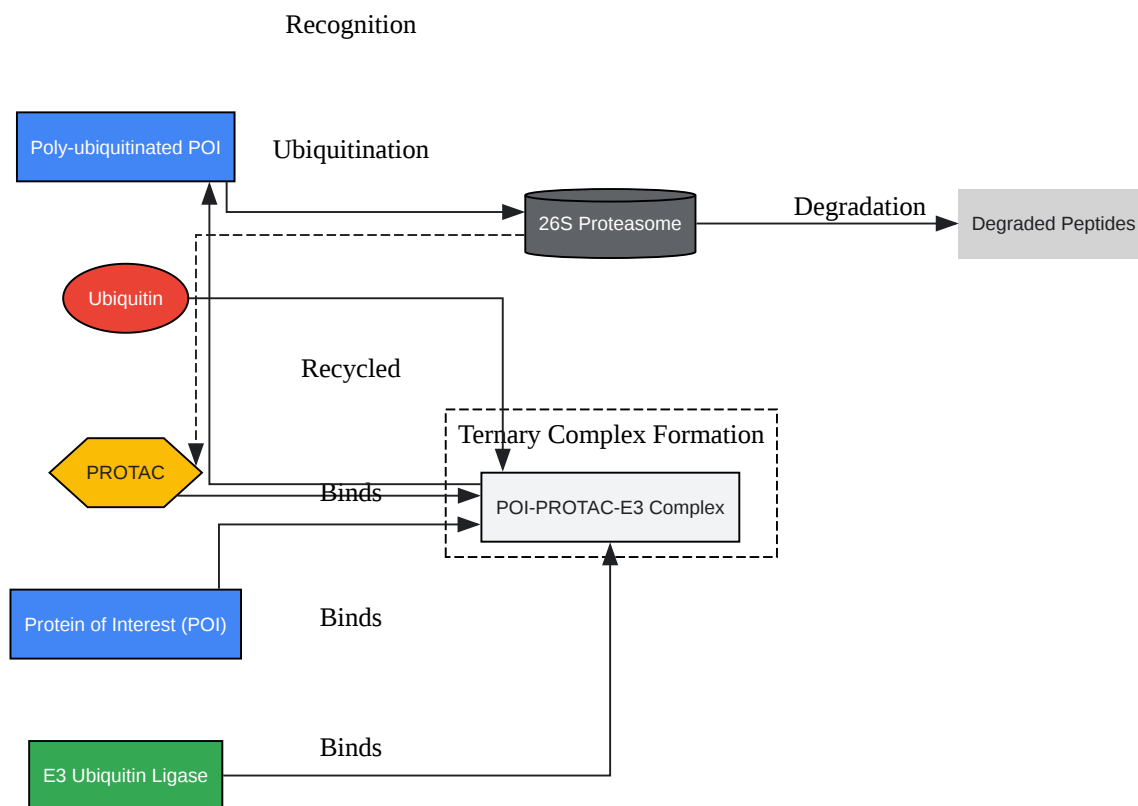 Recognition
Poly-ubiquitinated POI
Ubiquitination
26S Proteasome
Degradation
Degraded Peptides
Ubiquitin
Recycled
Ternary Complex Formation
PROTAC
Binds
POI-PROTAC-E3 Complex
Protein of Interest (POI)
Binds
E3 Ubiquitin Ligase
Binds